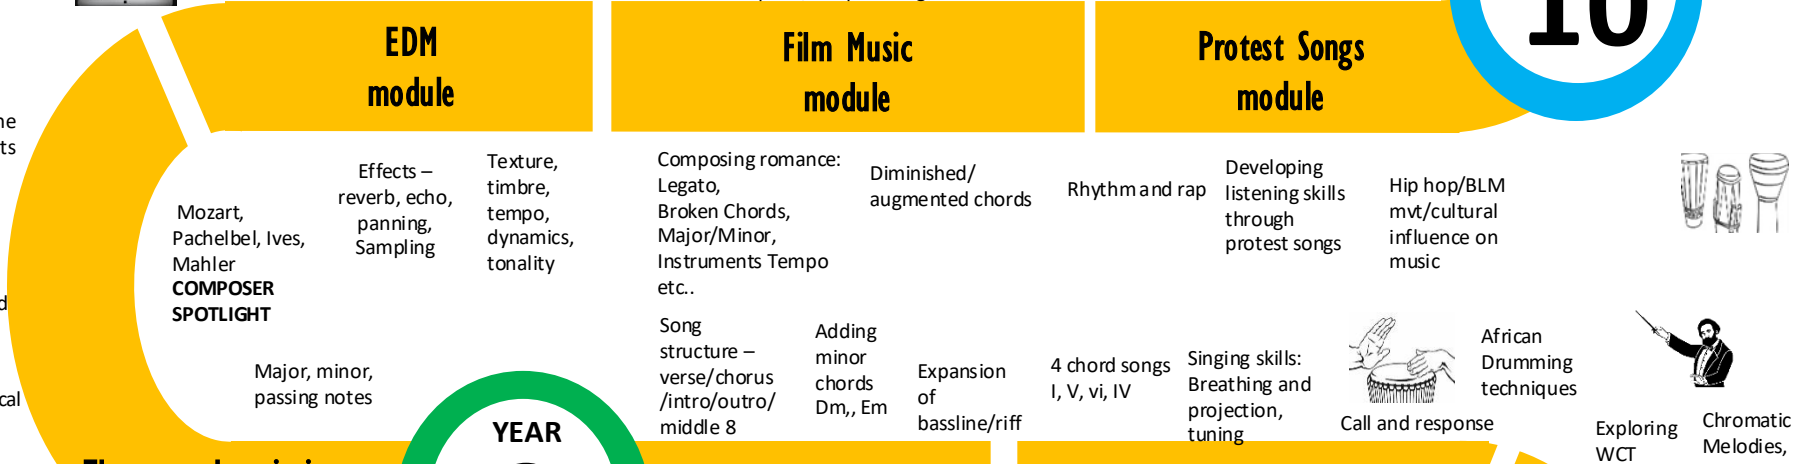 10
EDM
module
Film Music
module
Protest Songs
module
Mozart,
Pachelbel, Ives,
Mahler
COMPOSER
SPOTLIGHT
Effects –
reverb, echo,
panning,
Sampling
Texture,
timbre,
tempo,
dynamics,
tonality
Composing romance:
Legato,
Broken Chords,
Major/Minor,
Instruments Tempo
etc..
Diminished/
augmented chords
Rhythm and rap
Developing
listening skills
through
protest songs
Hip hop/BLM
mvt/cultural
influence on
music
Major, minor,
passing notes
YEAR
Song
structure –
verse/chorus
/intro/outro/
middle 8
Adding
minor
chords
Dm,, Em
Expansion
of
bassline/riff
4 chord songs
I, V, vi, IV
Singing skills:
Breathing and
projection,
tuning
Call and response
African
Drumming
techniques
Exploring
WCT
Chromatic
Melodies,